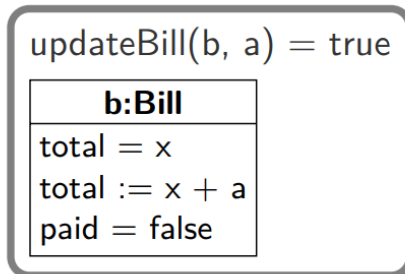 updateBill(b, a) = true
b:Bill
total = x
total := x + a
paid = false